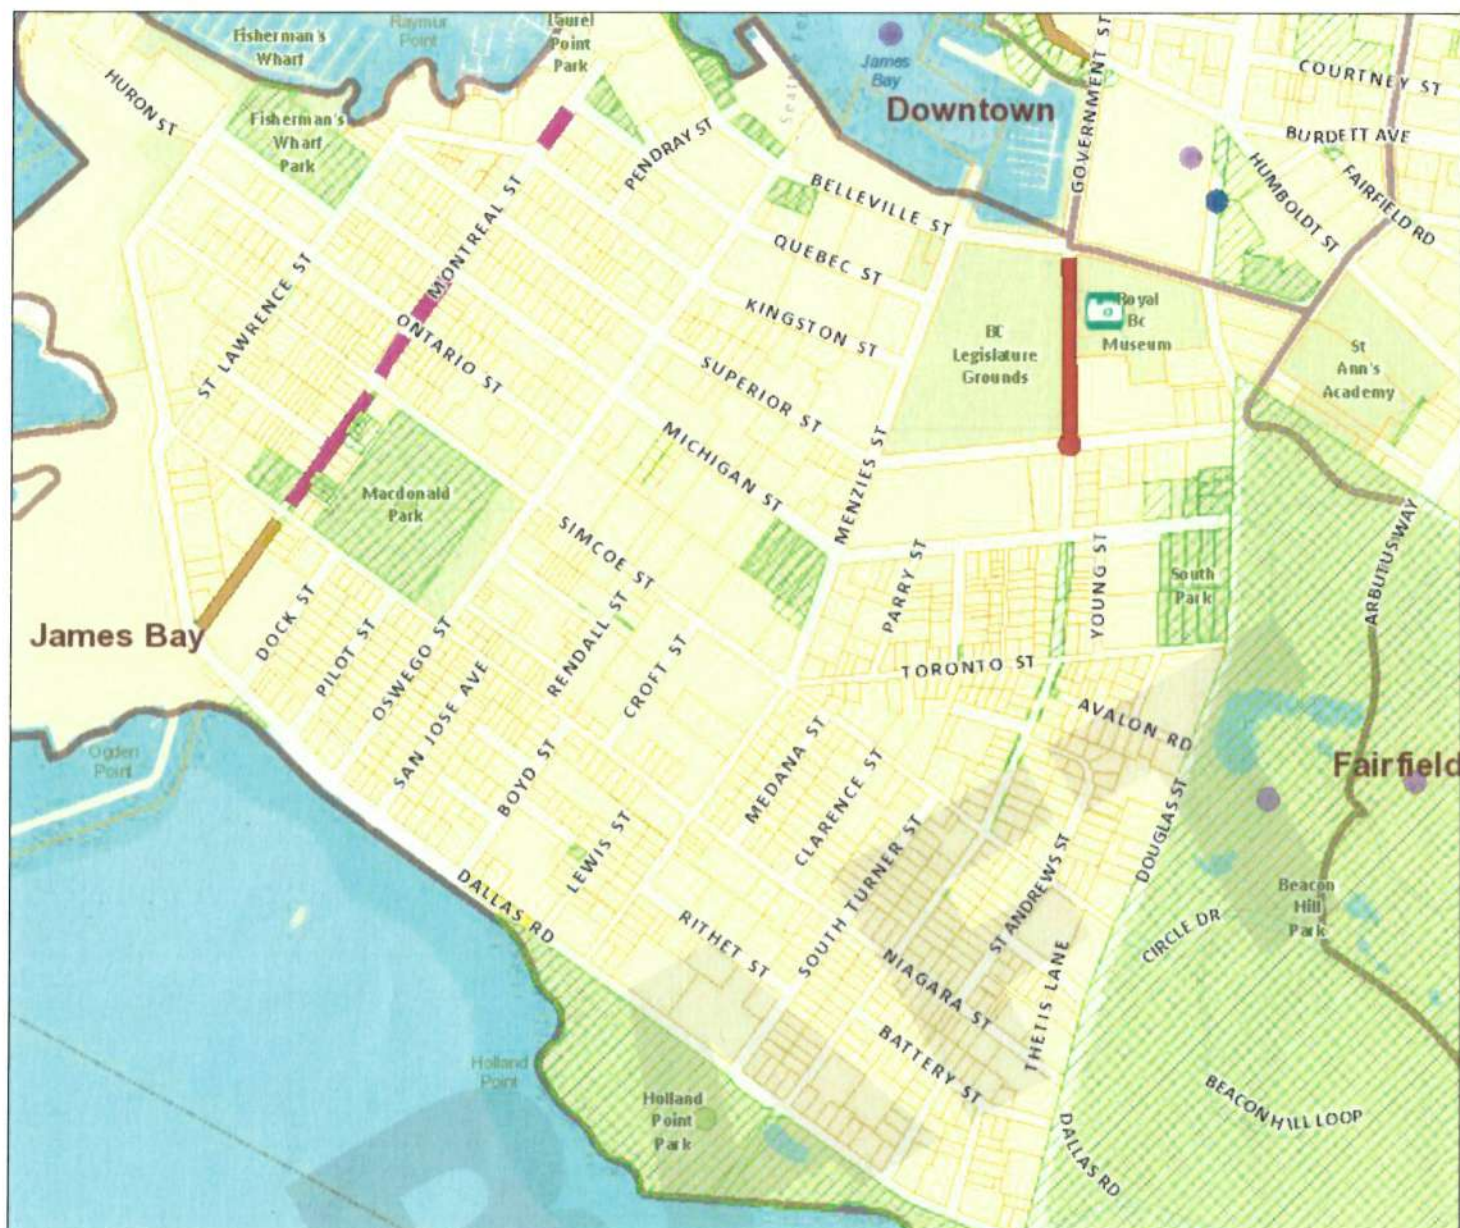 Fisherman's
Wharf
Raymur
Point
Laurel
Point
Park
James
Bay
Downtown
GOVERNMENT ST
COURTNEY ST
BURDETT AVE
HURON ST
Fisherman's
Wharf
Park
PENDRAY ST
BELLEVILLE ST
HUMBOLDT ST
FAIRFIELD RD
MONTREAL ST
QUEBEC ST
ST LAWRENCE ST
ONTARIO ST
KINGSTON ST
BC
Legislature
Grounds
Royal
Bc
Museum
St
Ann's
Academy
SUPERIOR ST
MICHIGAN ST
MENZIES ST
Macdonald
Park
SIMCOE ST
PARRY ST
YOUNG ST
South
Park
ARBUTUS WAY
James Bay
DOCK ST
PILOT ST
OSWEGO ST
SAN JOSE AVE
RENDALL ST
CROFT ST
TORONTO ST
AVALON RD
Ogden
Point
BOYD ST
MEDANA ST
CLARENCE ST
DOUGLAS ST
Fairfield
LEWIS ST
SOUTH TURNER ST
ST ANDREWS ST
DALLAS RD
RITHET ST
NIAGARA ST
THETIS LANE
CIRCLE DR
Beacon
Hill
Park
BATTERY ST
Holland
Point
Holland
Point
Park
DALLAS RD
BEACON HILL LOOP